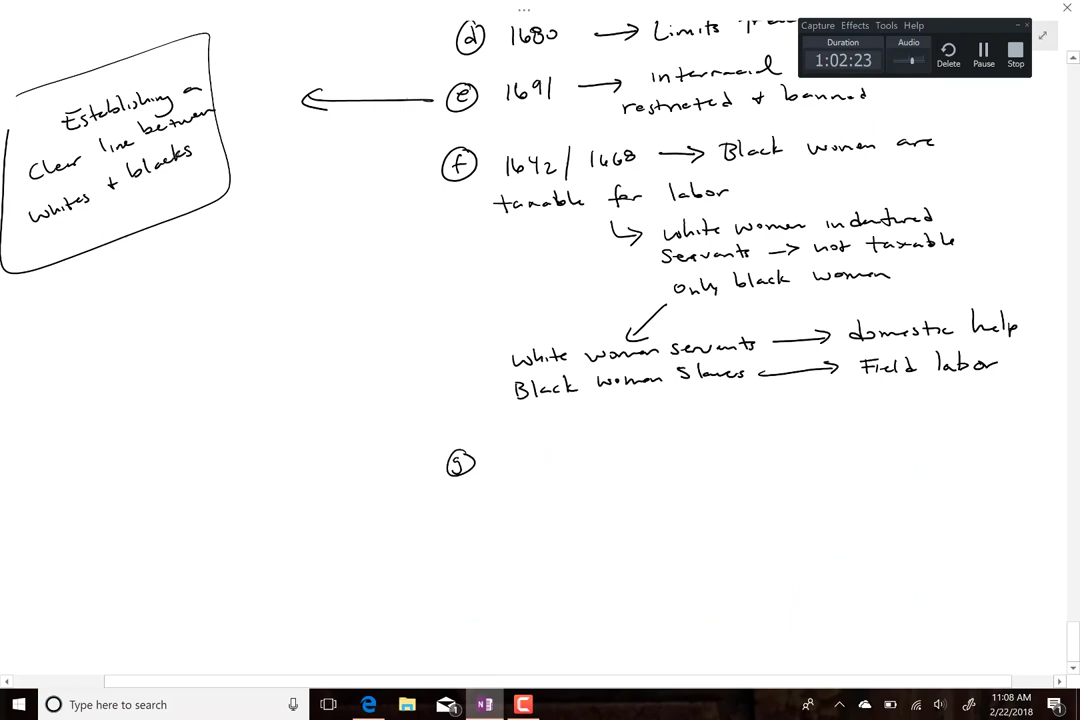 Capture Effects Tools Help
Duration
1:02:23
Audio
Delete
Pause
Stop
d 1680 → Limits
e 1691 → interracial
restricted + banned
Establishing a
clear line between
whites + blacks
f 1642/1668 → Black women are
taxable for labor
↳ White women indentured
servants → not taxable
only black women
White women servants → domestic help
Black women slaves → Field labor
g
Type here to search
11:08 AM
2/22/2018